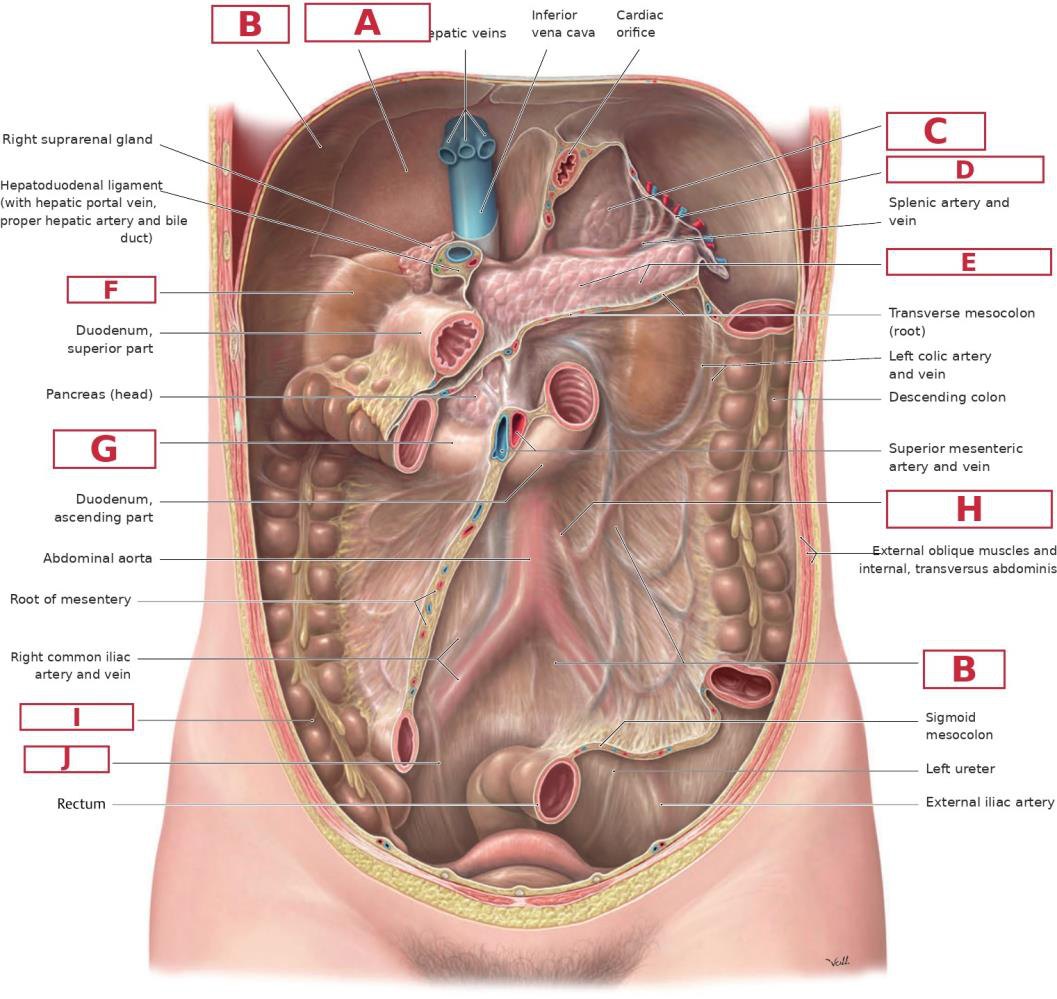 B
A
epatic veins
Inferior
vena cava
Cardiac
orifice
Right suprarenal gland
Hepatoduodenal ligament
(with hepatic portal vein,
proper hepatic artery and bile
duct)
F
Duodenum,
superior part
Pancreas (head)
G
Duodenum,
ascending part
Abdominal aorta
Root of mesentery
Right common iliac
artery and vein
I
J
Rectum
C
D
Splenic artery and
vein
E
Transverse mesocolon
(root)
Left colic artery
and vein
Descending colon
Superior mesenteric
artery and vein
H
External oblique muscles and
internal, transversus abdominis
B
Sigmoid
mesocolon
Left ureter
External iliac artery
Voll